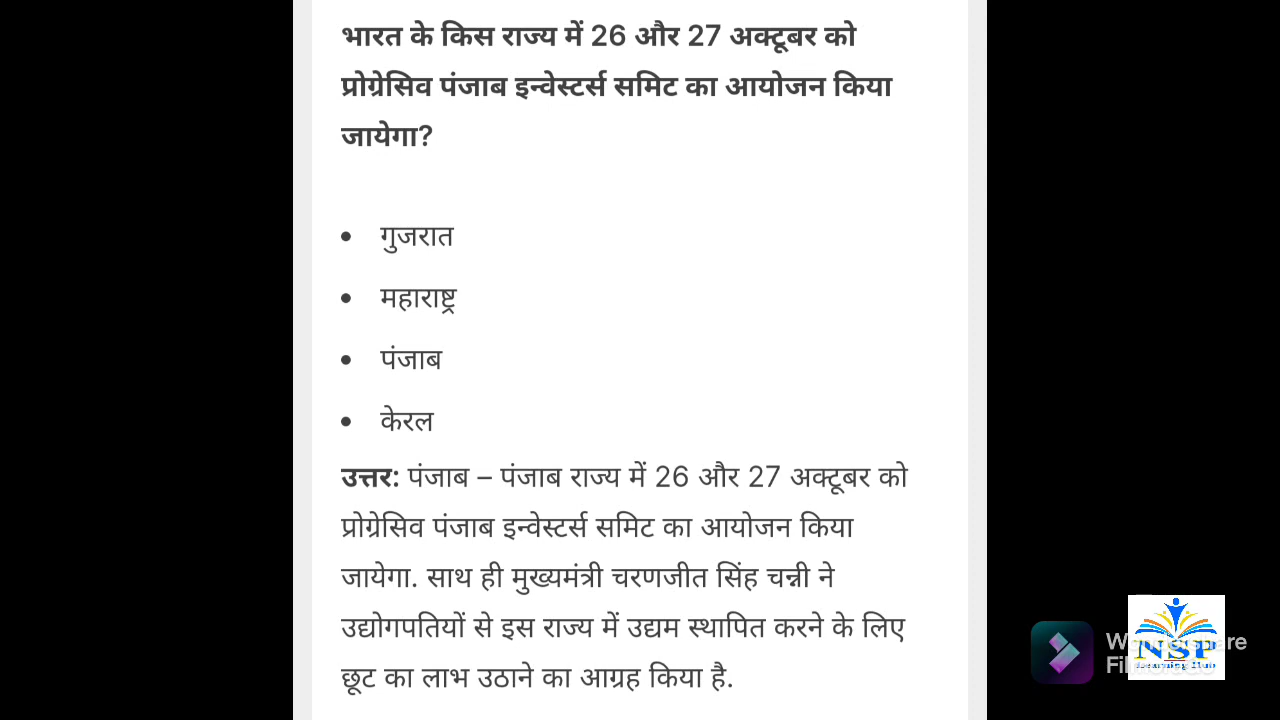 भारत के किस राज्य में 26 और 27 अक्टूबर को
प्रोग्रेसिव पंजाब इन्वेस्टर्स समिट का आयोजन किया
जायेगा?
• गुजरात
• महाराष्ट्र
• पंजाब
• केरल
उत्तर: पंजाब – पंजाब राज्य में 26 और 27 अक्टूबर को
प्रोग्रेसिव पंजाब इन्वेस्टर्स समिट का आयोजन किया
जायेगा. साथ ही मुख्यमंत्री चरणजीत सिंह चन्नी ने
उद्योगपतियों से इस राज्य में उद्यम स्थापित करने के लिए
छूट का लाभ उठाने का आग्रह किया है.
NSP